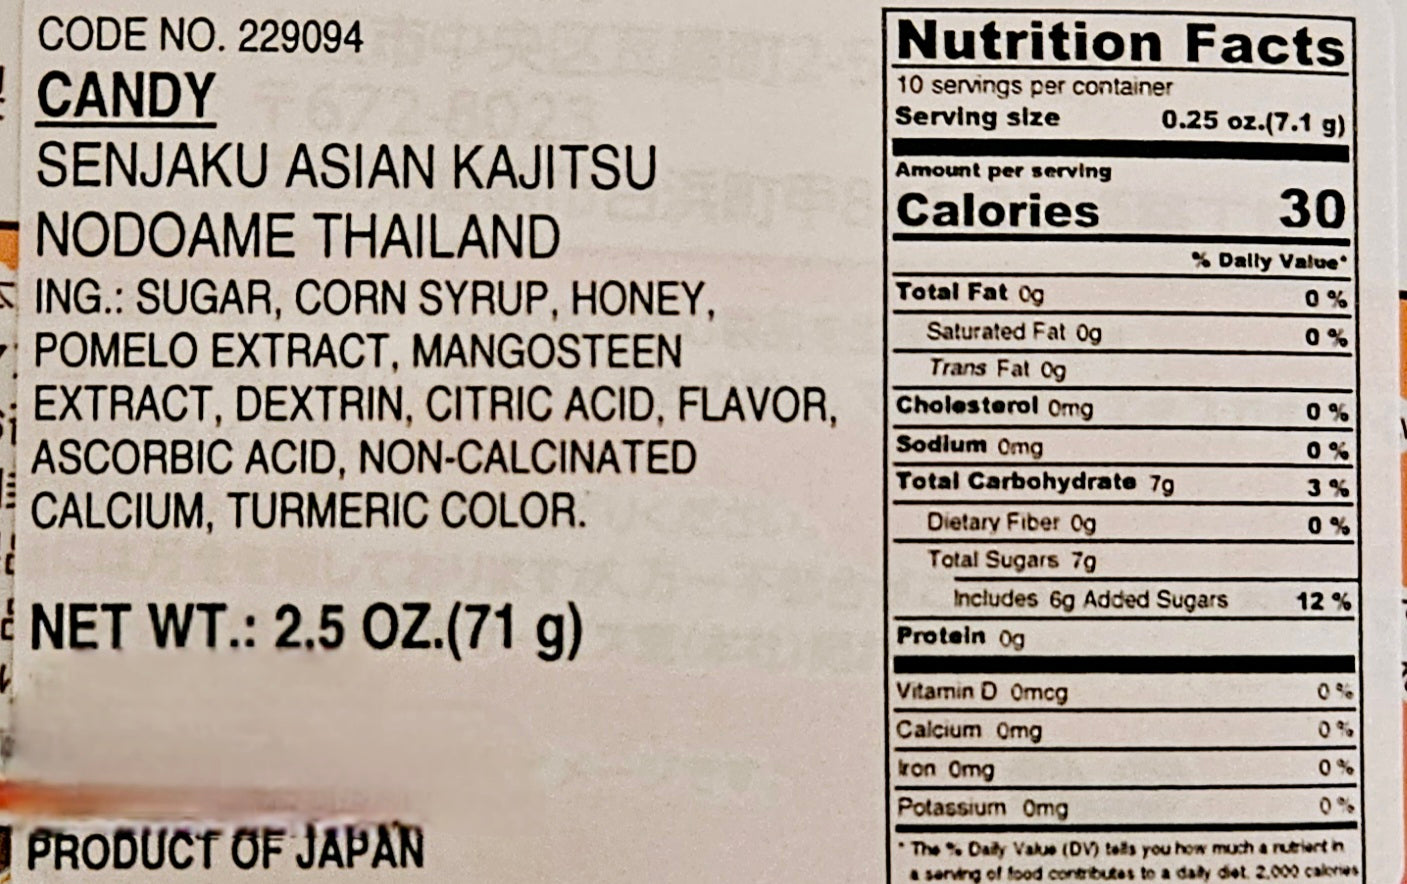 CODE NO. 229094
CANDY
SENJAKU ASIAN KAJITSU
NODOAME THAILAND
ING.: SUGAR, CORN SYRUP, HONEY,
POMELO EXTRACT, MANGOSTEEN
EXTRACT, DEXTRIN, CITRIC ACID, FLAVOR,
ASCORBIC ACID, NON-CALCINATED
CALCIUM, TURMERIC COLOR.
NET WT.: 2.5 OZ.(71 g)
PRODUCT OF JAPAN
Nutrition Facts
10 servings per container
Serving size 0.25 oz.(7.1 g)
Amount per serving
Calories 30
% Daily Value*
Total Fat 0g 0 %
Saturated Fat 0g 0 %
Trans Fat 0g
Cholesterol 0mg 0 %
Sodium 0mg 0 %
Total Carbohydrate 7g 3 %
Dietary Fiber 0g 0 %
Total Sugars 7g
Includes 6g Added Sugars 12 %
Protein 0g
Vitamin D 0mcg 0 %
Calcium 0mg 0 %
Iron 0mg 0 %
Potassium 0mg 0 %
* The % Daily Value (DV) tells you how much a nutrient in
a serving of food contributes to a daily diet. 2,000 calories